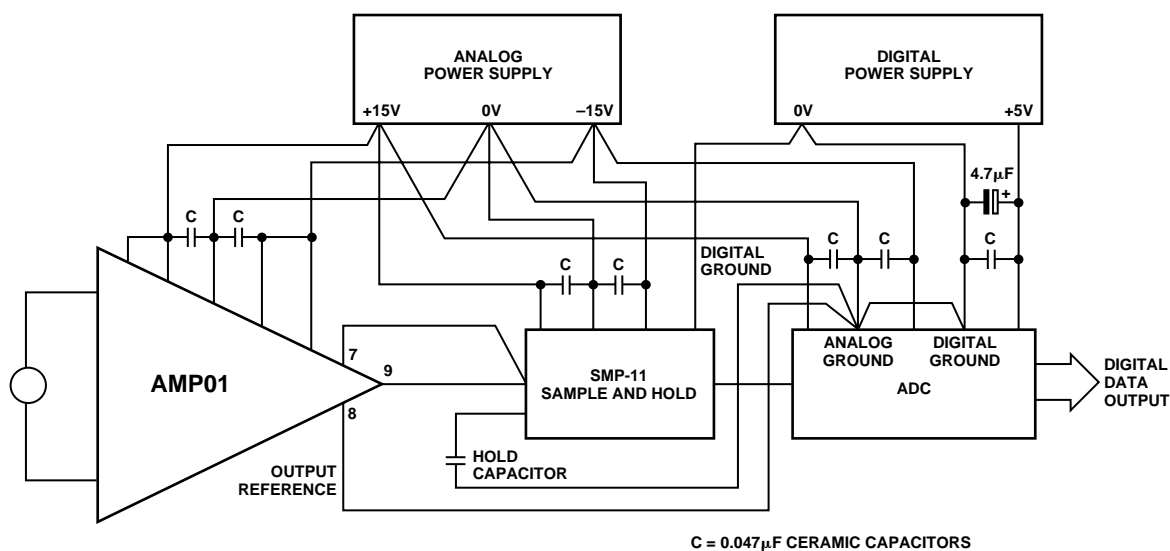 ANALOG
POWER SUPPLY
+15V 0V –15V
DIGITAL
POWER SUPPLY
0V +5V
4.7μF
+
C C
C C
DIGITAL
GROUND
C C
C
AMP01
7
9
8
SMP-11
SAMPLE AND HOLD
ANALOG
GROUND
DIGITAL
GROUND
ADC
DIGITAL
DATA
OUTPUT
HOLD
CAPACITOR
OUTPUT
REFERENCE
C = 0.047μF CERAMIC CAPACITORS